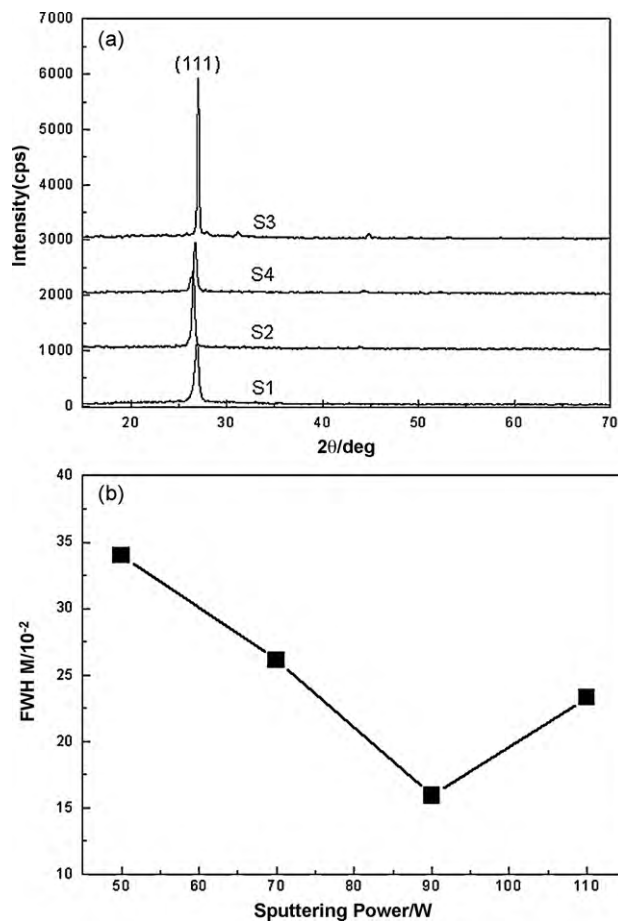 (a)
7000
6000
5000
4000
3000
2000
1000
0
Intensity(cps)
(111)
S3
S4
S2
S1
20 30 40 50 60 70
2θ/deg
(b)
40
35
30
25
20
15
10
FWH M/10⁻²
50 60 70 80 90 100 110
Sputtering Power/W